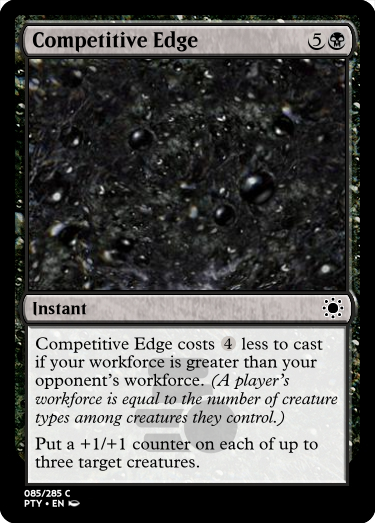 Competitive Edge 5
Instant
Competitive Edge costs 4 less to cast
if your workforce is greater than your
opponent's workforce. (A player's
workforce is equal to the number of creature
types among creatures they control.)
Put a +1/+1 counter on each of up to
three target creatures.
085/285 C
PTY • EN